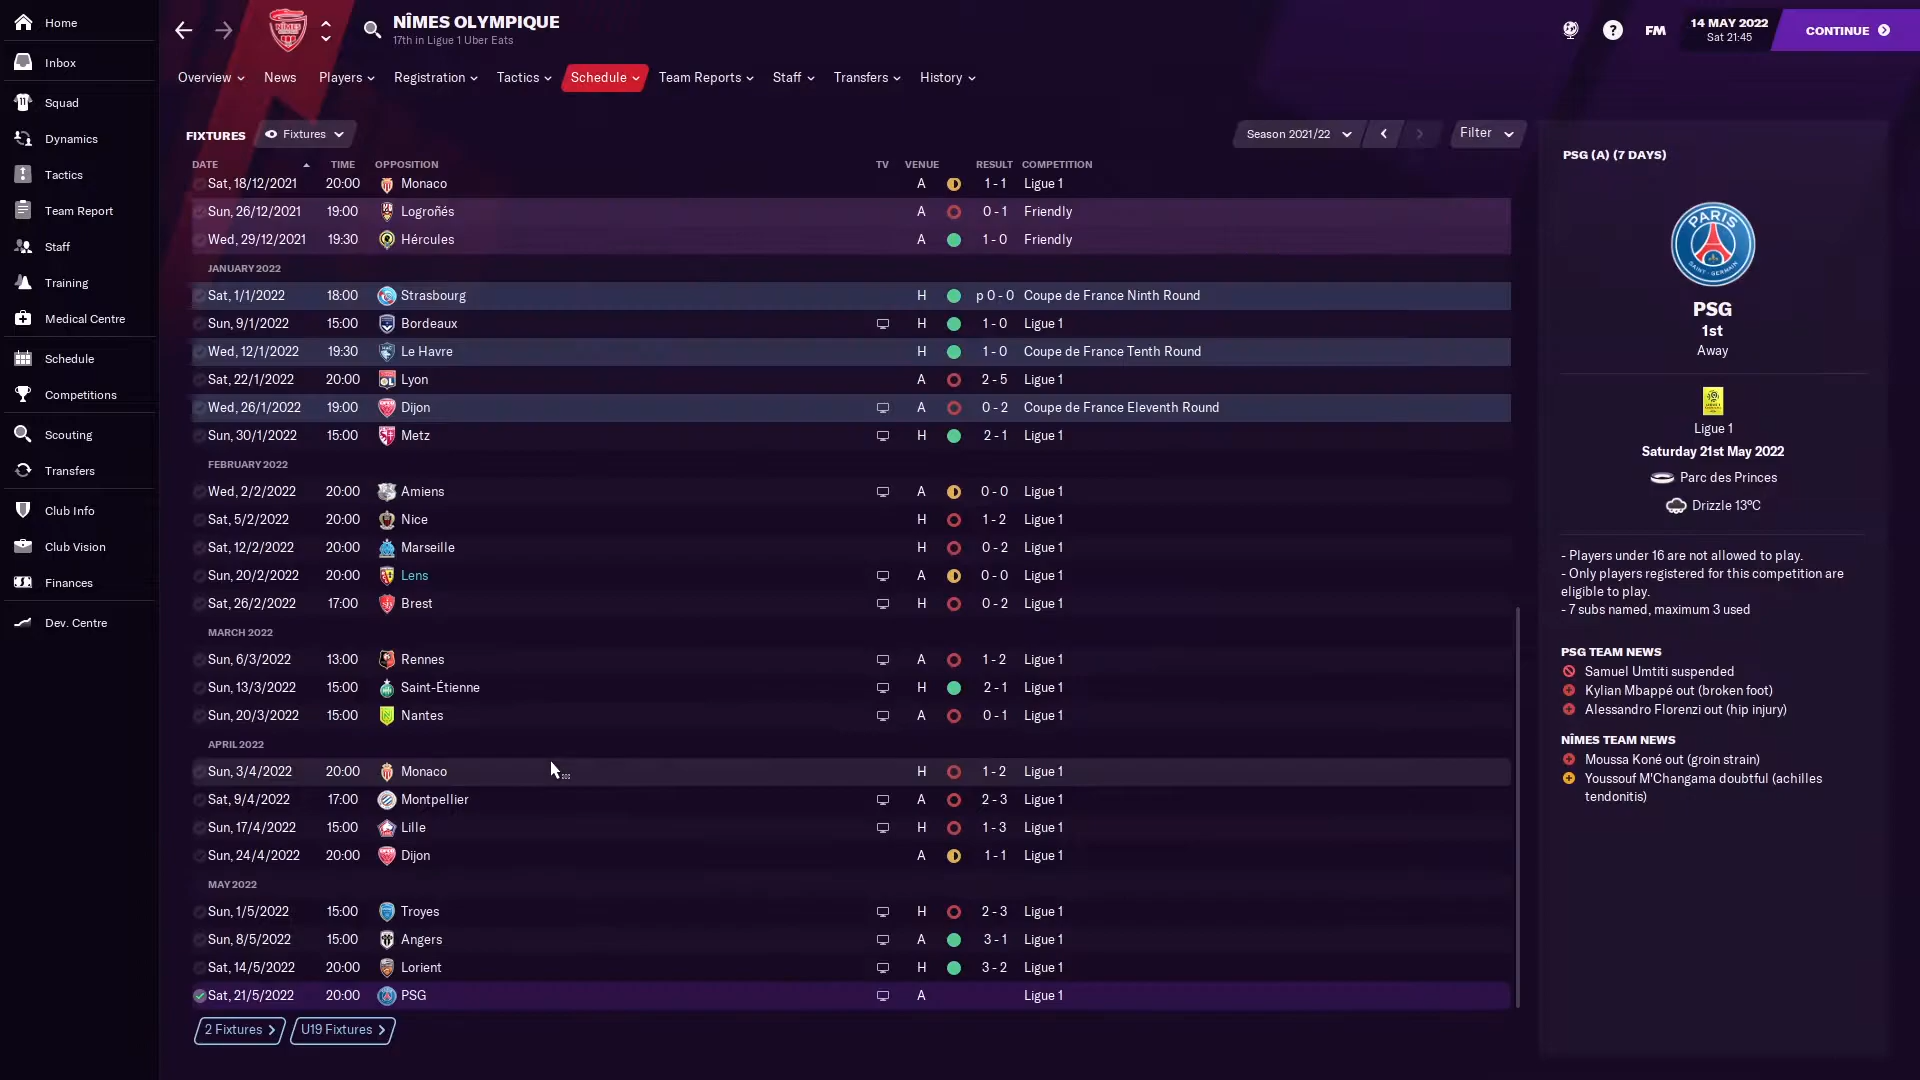 Home
Inbox
Squad
Dynamics
Tactics
Team Report
Staff
Training
Medical Centre
Schedule
Competitions
Scouting
Transfers
Club Info
Club Vision
Finances
Dev. Centre
NÎMES OLYMPIQUE
17th in Ligue 1 Uber Eats
? FM 14 MAY 2022 CONTINUE
Sat 21:45
Overview News Players Registration Tactics Schedule Team Reports Staff Transfers History
FIXTURES Fixtures Season 2021/22 Filter
DATE TIME OPPOSITION TV VENUE RESULT COMPETITION
Sat, 18/12/2021 20:00 Monaco A 1 - 1 Ligue 1
Sun, 26/12/2021 19:00 Logroñés A 0 - 1 Friendly
Wed, 29/12/2021 19:30 Hércules A 1 - 0 Friendly
JANUARY 2022
Sat, 1/1/2022 18:00 Strasbourg H p 0 - 0 Coupe de France Ninth Round
Sun, 9/1/2022 15:00 Bordeaux H 1 - 0 Ligue 1
Wed, 12/1/2022 19:30 Le Havre H 1 - 0 Coupe de France Tenth Round
Sat, 22/1/2022 20:00 Lyon A 2 - 5 Ligue 1
Wed, 26/1/2022 19:00 Dijon A 0 - 2 Coupe de France Eleventh Round
Sun, 30/1/2022 15:00 Metz H 2 - 1 Ligue 1
FEBRUARY 2022
Wed, 2/2/2022 20:00 Amiens A 0 - 0 Ligue 1
Sat, 5/2/2022 20:00 Nice H 1 - 2 Ligue 1
Sat, 12/2/2022 20:00 Marseille H 0 - 2 Ligue 1
Sun, 20/2/2022 20:00 Lens A 0 - 0 Ligue 1
Sat, 26/2/2022 17:00 Brest H 0 - 2 Ligue 1
MARCH 2022
Sun, 6/3/2022 13:00 Rennes A 1 - 2 Ligue 1
Sun, 13/3/2022 15:00 Saint-Étienne H 2 - 1 Ligue 1
Sun, 20/3/2022 15:00 Nantes A 0 - 1 Ligue 1
APRIL 2022
Sun, 3/4/2022 20:00 Monaco H 1 - 2 Ligue 1
Sat, 9/4/2022 17:00 Montpellier A 2 - 3 Ligue 1
Sun, 17/4/2022 15:00 Lille H 1 - 3 Ligue 1
Sun, 24/4/2022 20:00 Dijon A 1 - 1 Ligue 1
MAY 2022
Sun, 1/5/2022 15:00 Troyes H 2 - 3 Ligue 1
Sun, 8/5/2022 15:00 Angers A 3 - 1 Ligue 1
Sat, 14/5/2022 20:00 Lorient H 3 - 2 Ligue 1
Sat, 21/5/2022 20:00 PSG A Ligue 1
2 Fixtures U19 Fixtures
PSG (A) (7 DAYS)
PARIS
SAINT-GERMAIN
PSG
1st
Away
Ligue 1
Saturday 21st May 2022
Parc des Princes
Drizzle 13ºC
- Players under 16 are not allowed to play.
- Only players registered for this competition are
eligible to play.
- 7 subs named, maximum 3 used
PSG TEAM NEWS
Samuel Umtiti suspended
Kylian Mbappé out (broken foot)
Alessandro Florenzi out (hip injury)
NÎMES TEAM NEWS
Moussa Koné out (groin strain)
Youssouf M'Changama doubtful (achilles
tendonitis)